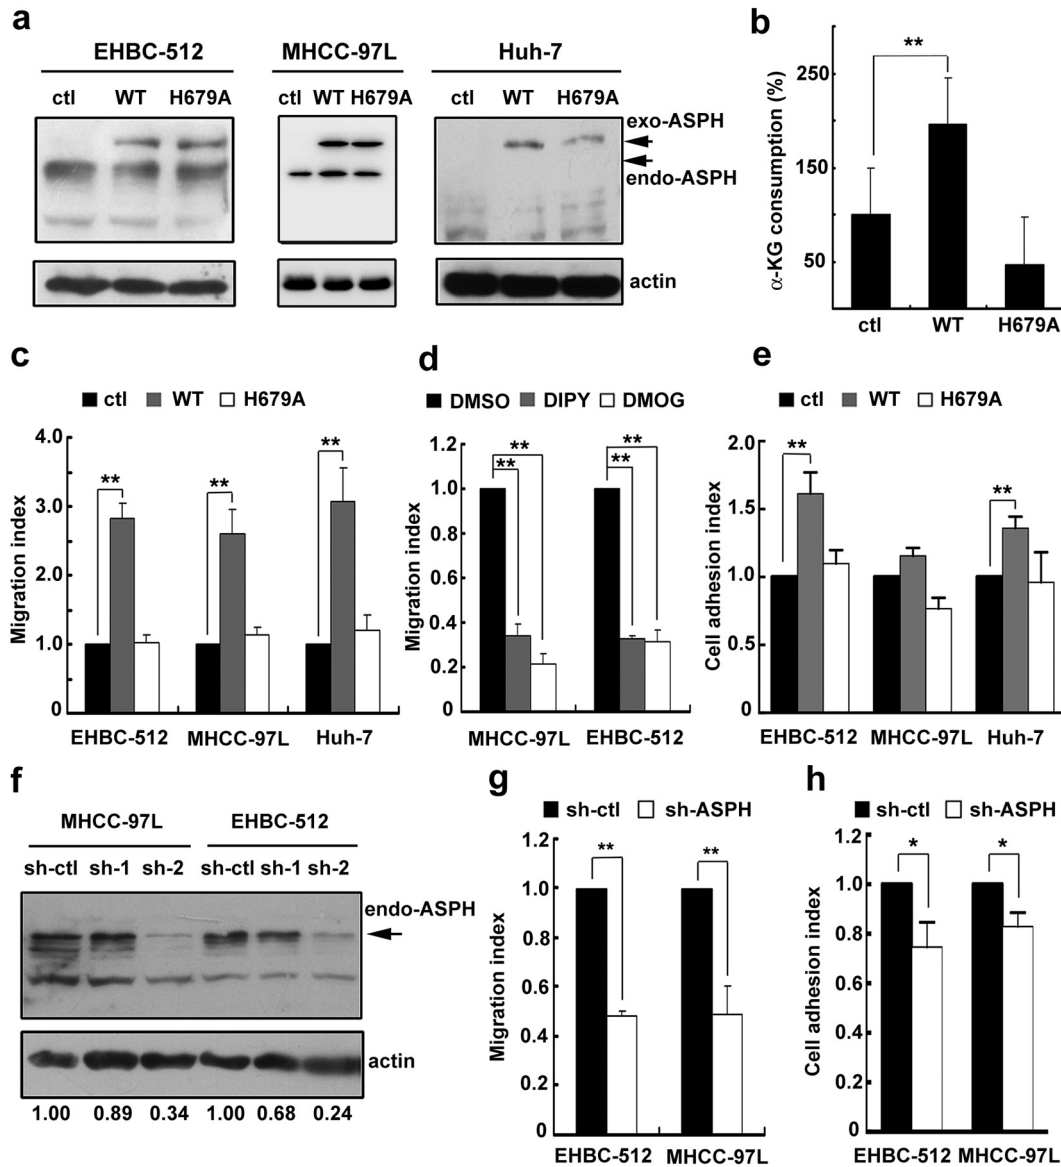 a
EHBC-512 MHCC-97L Huh-7
ctl WT H679A ctl WT H679A ctl WT H679A
exo-ASPH
endo-ASPH
actin
b
α-KG consumption (%)
250
150
50
**
ctl WT H679A
c
ctl WT H679A
Migration index
4.0
3.0
2.0
1.0
0
** ** **
EHBC-512 MHCC-97L Huh-7
d
DMSO DIPY DMOG
Migration index
1.2
1.0
0.8
0.6
0.4
0.2
0
** ** ** **
MHCC-97L EHBC-512
e
ctl WT H679A
Cell adhesion index
2.0
1.5
1.0
0.5
0
** **
EHBC-512 MHCC-97L Huh-7
f
MHCC-97L EHBC-512
sh-ctl sh-1 sh-2 sh-ctl sh-1 sh-2
endo-ASPH
actin
1.00 0.89 0.34 1.00 0.68 0.24
g
sh-ctl sh-ASPH
Migration index
1.2
1.0
0.8
0.6
0.4
1.2
0
** **
EHBC-512 MHCC-97L
h
sh-ctl sh-ASPH
Cell adhesion index
1.2
1.0
0.8
0.6
0.4
1.2
0
* *
EHBC-512 MHCC-97L